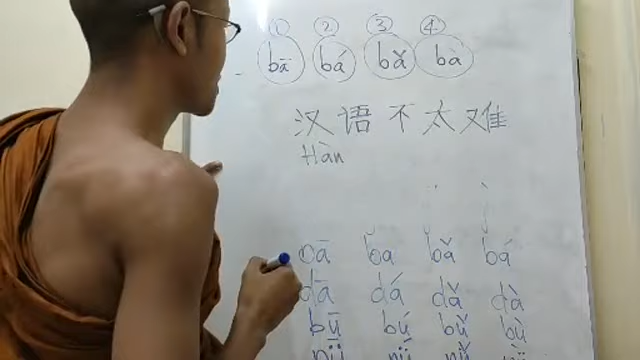 ① ② ③ ④
bā bá bǎ bà
汉语不太难
Hàn
bā ba bǎ bá
dā dá dǎ dà
bū bú bǔ bù